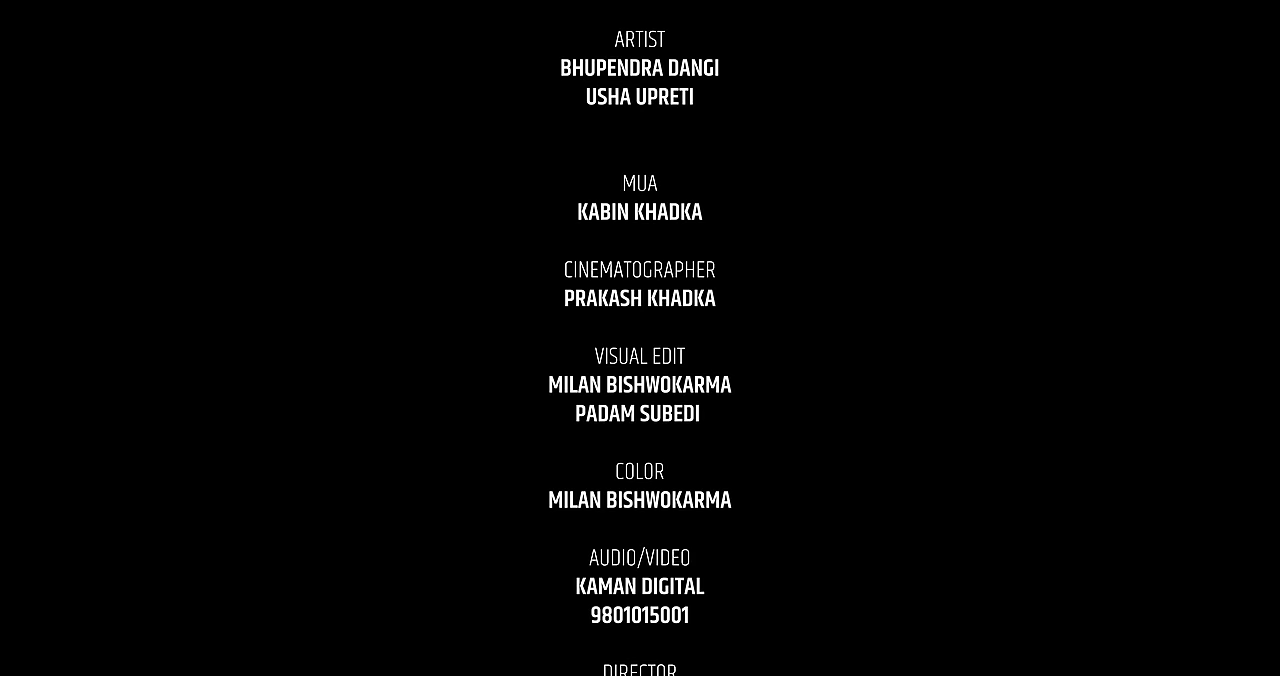 ARTIST
BHUPENDRA DANGI
USHA UPRETI
MUA
KABIN KHADKA
CINEMATOGRAPHER
PRAKASH KHADKA
VISUAL EDIT
MILAN BISHWOKARMA
PADAM SUBEDI
COLOR
MILAN BISHWOKARMA
AUDIO/VIDEO
KAMAN DIGITAL
9801015001
DIRECTOR